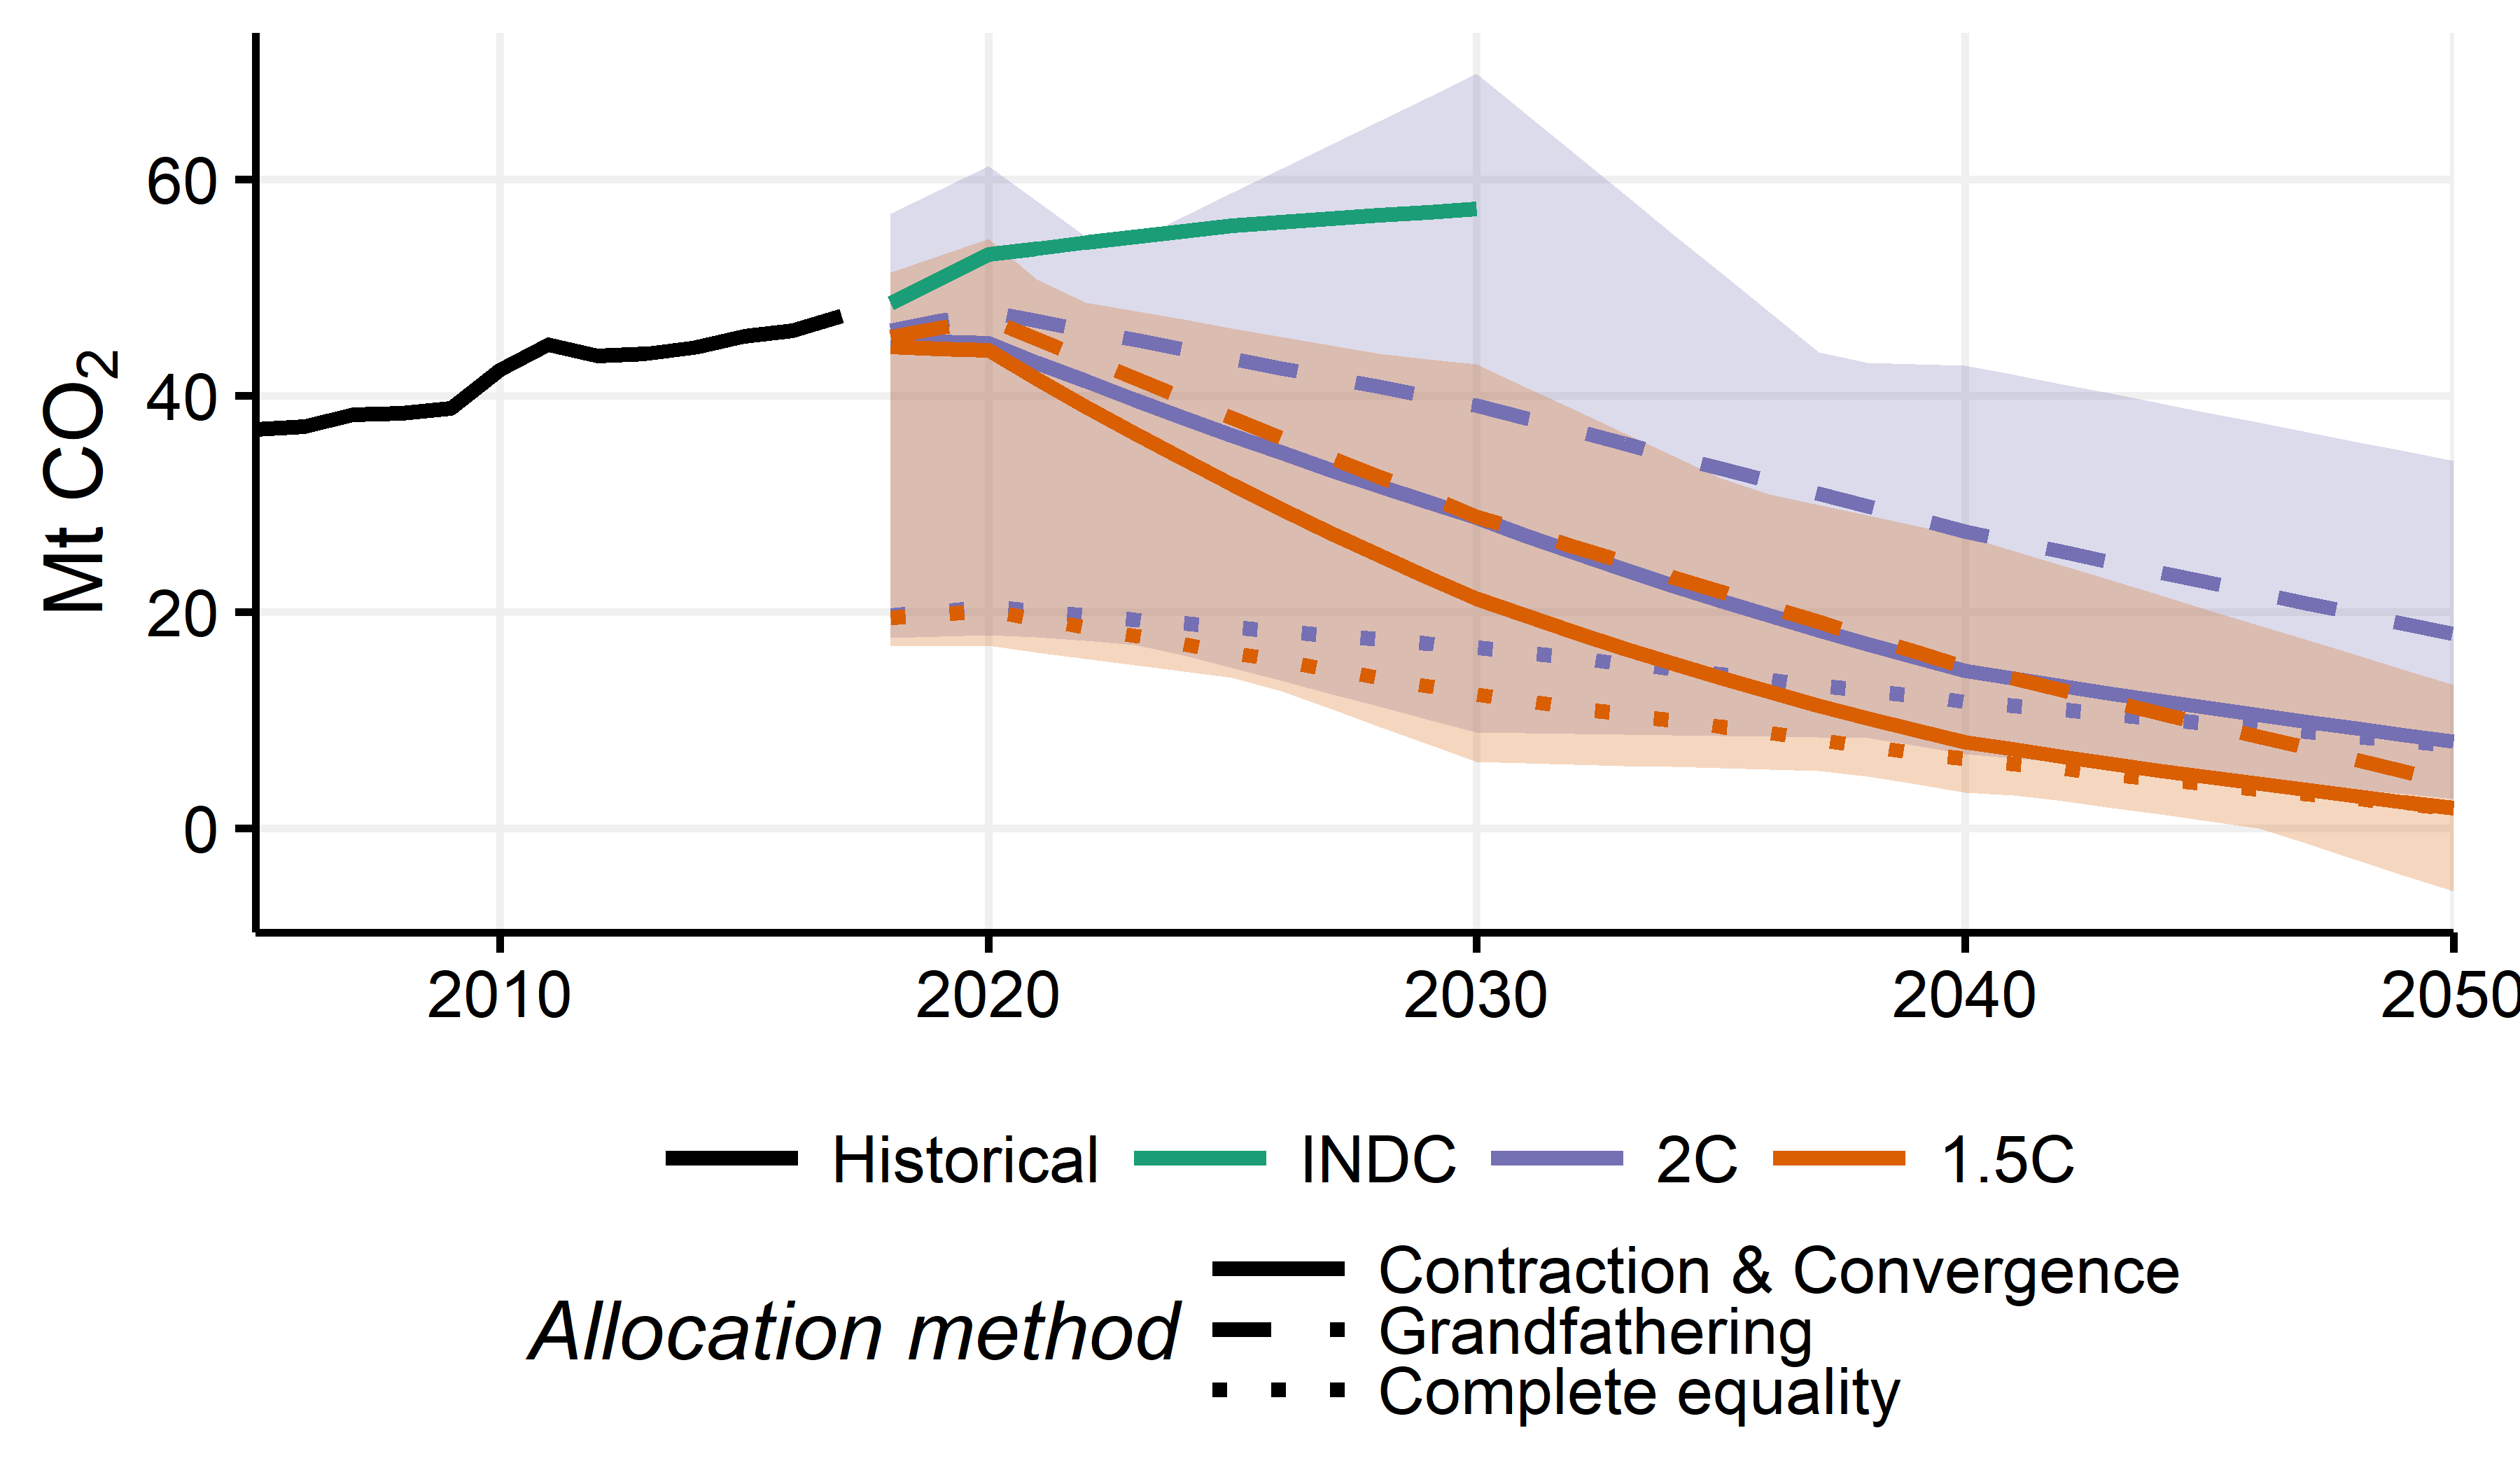 Mt CO₂
60
40
20
0
2010 2020 2030 2040 2050
Historical INDC 2C 1.5C
Allocation method
Contraction & Convergence
Grandfathering
Complete equality